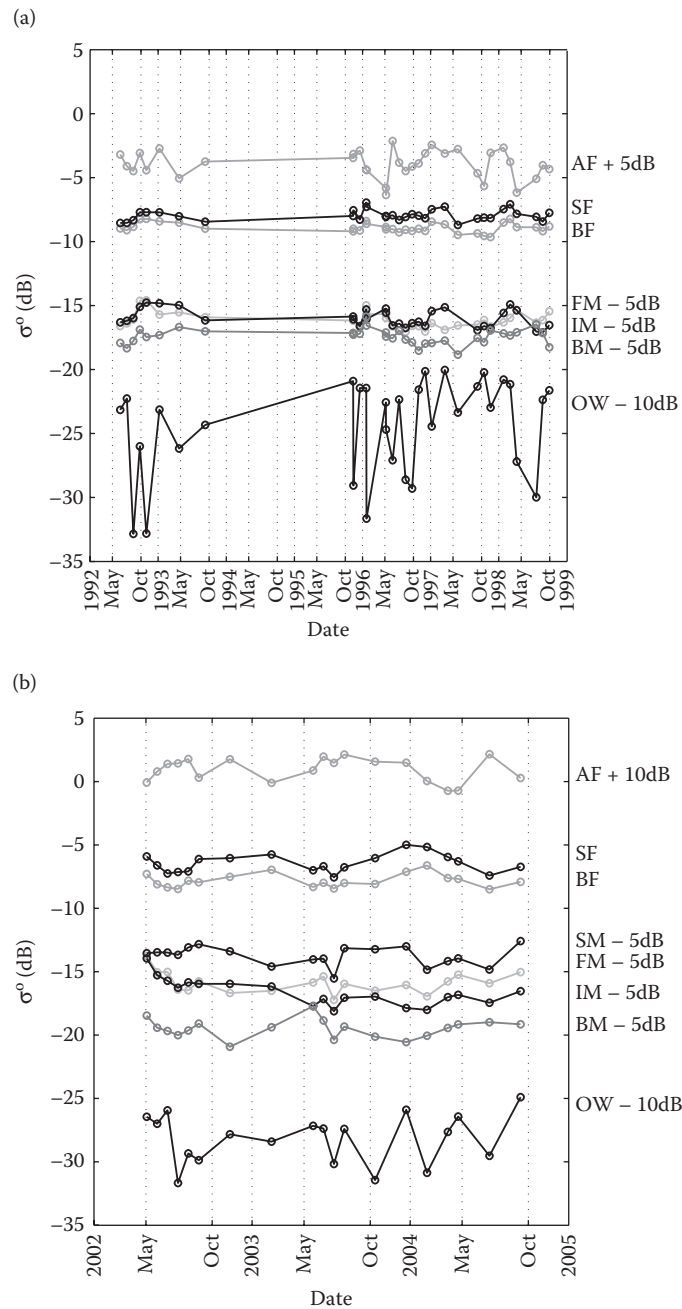 (a)
5
0
−5
−10
−15
−20
−25
−30
−35
σ° (dB)
AF + 5dB
SF
BF
FM – 5dB
IM – 5dB
BM – 5dB
OW – 10dB
1992
May
Oct
1993
May
Oct
1994
May
Oct
1995
May
Oct
1996
May
Oct
1997
May
Oct
1998
May
Oct
1999
Date
(b)
5
0
−5
−10
−15
−20
−25
−30
−35
σ° (dB)
AF + 10dB
SF
BF
SM – 5dB
FM – 5dB
IM – 5dB
BM – 5dB
OW – 10dB
2002
May
Oct
2003
May
Oct
2004
May
Oct
2005
Date